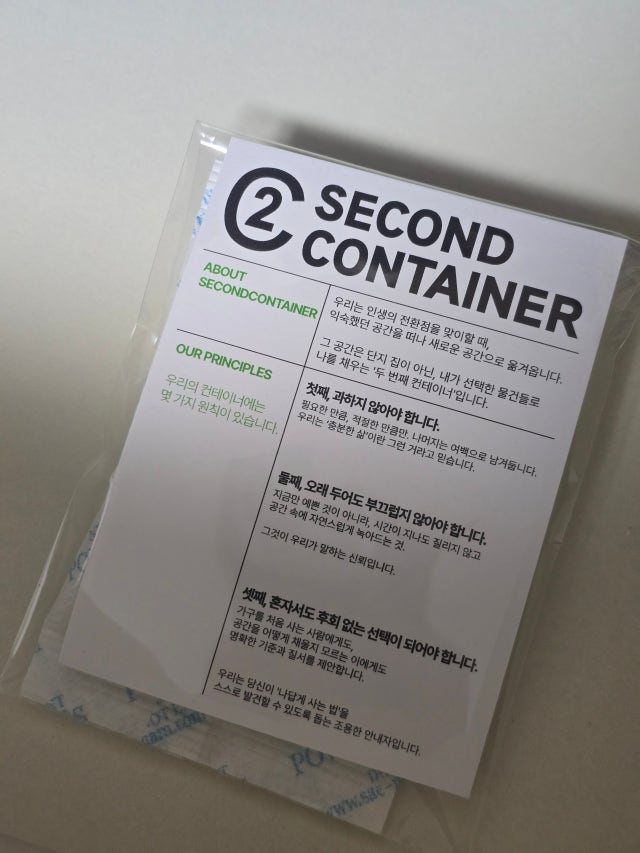 2 SECOND
CONTAINER
ABOUT
SECONDCONTAINER
우리는 인생의 전환점을 맞이할 때,
익숙했던 공간을 떠나 새로운 공간으로 옮겨옵니다.
그 공간은 단지 집이 아닌, 내가 선택한 물건들로
나를 채우는 '두 번째 컨테이너'입니다.
OUR PRINCIPLES
우리의 컨테이너에는
몇 가지 원칙이 있습니다.
첫째, 과하지 않아야 합니다.
필요한 만큼, 적절한 만큼만, 나머지는 여백으로 남겨둡니다.
우리는 '충분한 삶'이란 그런 거라고 믿습니다.
둘째, 오래 두어도 부끄럽지 않아야 합니다.
지금만 예쁜 것이 아니라, 시간이 지나도 질리지 않고
공간 속에 자연스럽게 녹아드는 것.
그것이 우리가 말하는 신뢰입니다.
셋째, 혼자서도 후회 없는 선택이 되어야 합니다.
가구를 처음 사는 사람에게도,
공간을 어떻게 채울지 모르는 이에게도
명확한 기준과 질서를 제안합니다.
우리는 당신이 '나답게 사는 법'을
스스로 발견할 수 있도록 돕는 조용한 안내자입니다.